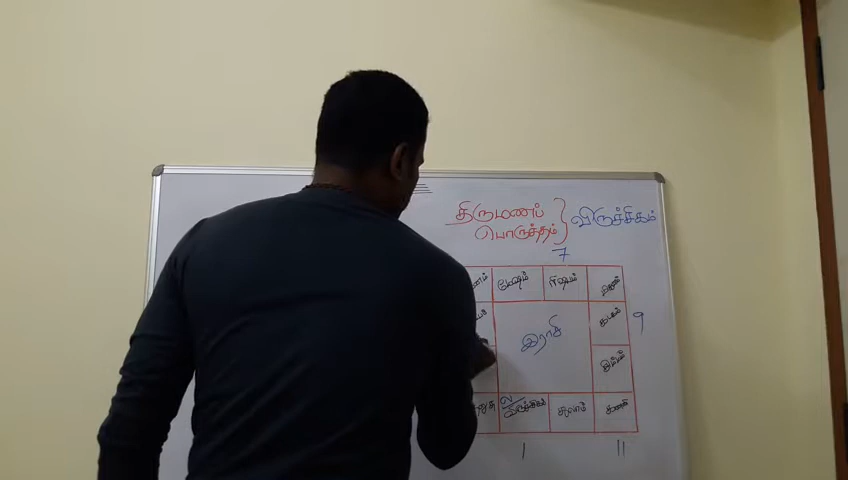 திருமணப்
பொருத்தம் } விருச்சிகம்
7
மேஷம் ரிஷபம் மிதுனம்
கடகம் 9
இராசி
சிம்மம்
ல/
விருச்சிகம் துலாம் கன்னி
1 11